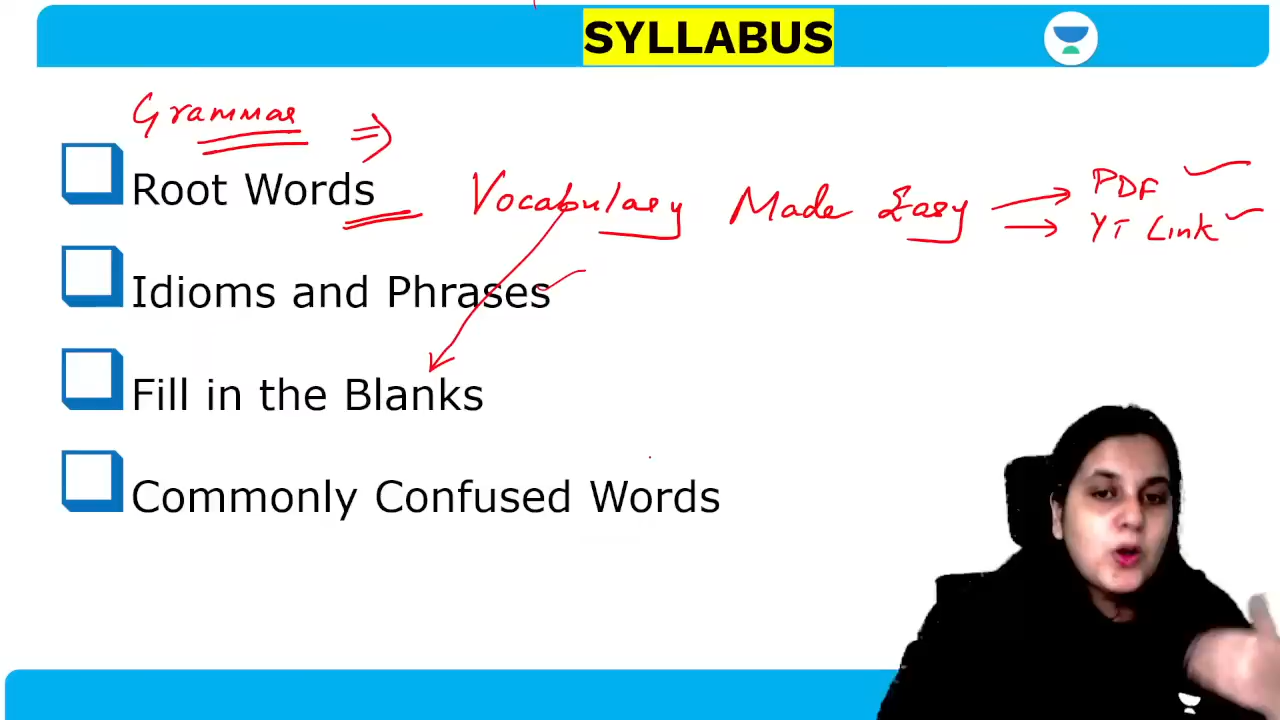 SYLLABUS
Grammar ⇒
Root Words Vocabulary Made Easy → PDF ✓
→ YT Link ✓
Idioms and Phrases ✓
Fill in the Blanks
Commonly Confused Words